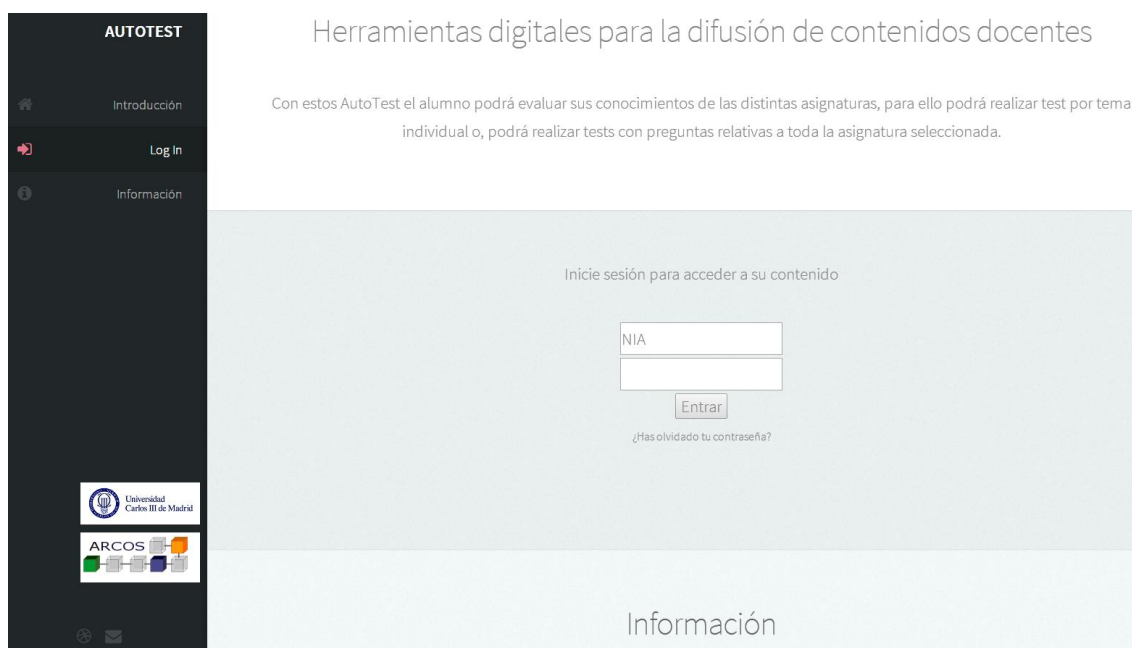 AUTOTEST
Introducción
Log In
Información
Universidad
Carlos III de Madrid
ARCOS
Herramientas digitales para la difusión de contenidos docentes
Con estos AutoTest el alumno podrá evaluar sus conocimientos de las distintas asignaturas, para ello podrá realizar test por tema
individual o, podrá realizar tests con preguntas relativas a toda la asignatura seleccionada.
Inicie sesión para acceder a su contenido
NIA
Entrar
¿Has olvidado tu contraseña?
Información